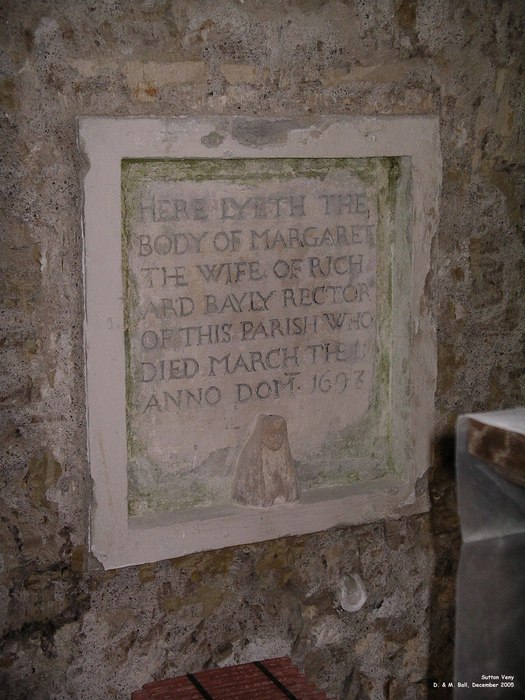 HERE LYETH THE
BODY OF MARGARET
THE WIFE OF RICH
ARD BAYLY RECTOR
OF THIS PARISH WHO
DIED MARCH THE
ANNO DOM. 1693
Sutton Veny
D. & M. Ball, December 2005